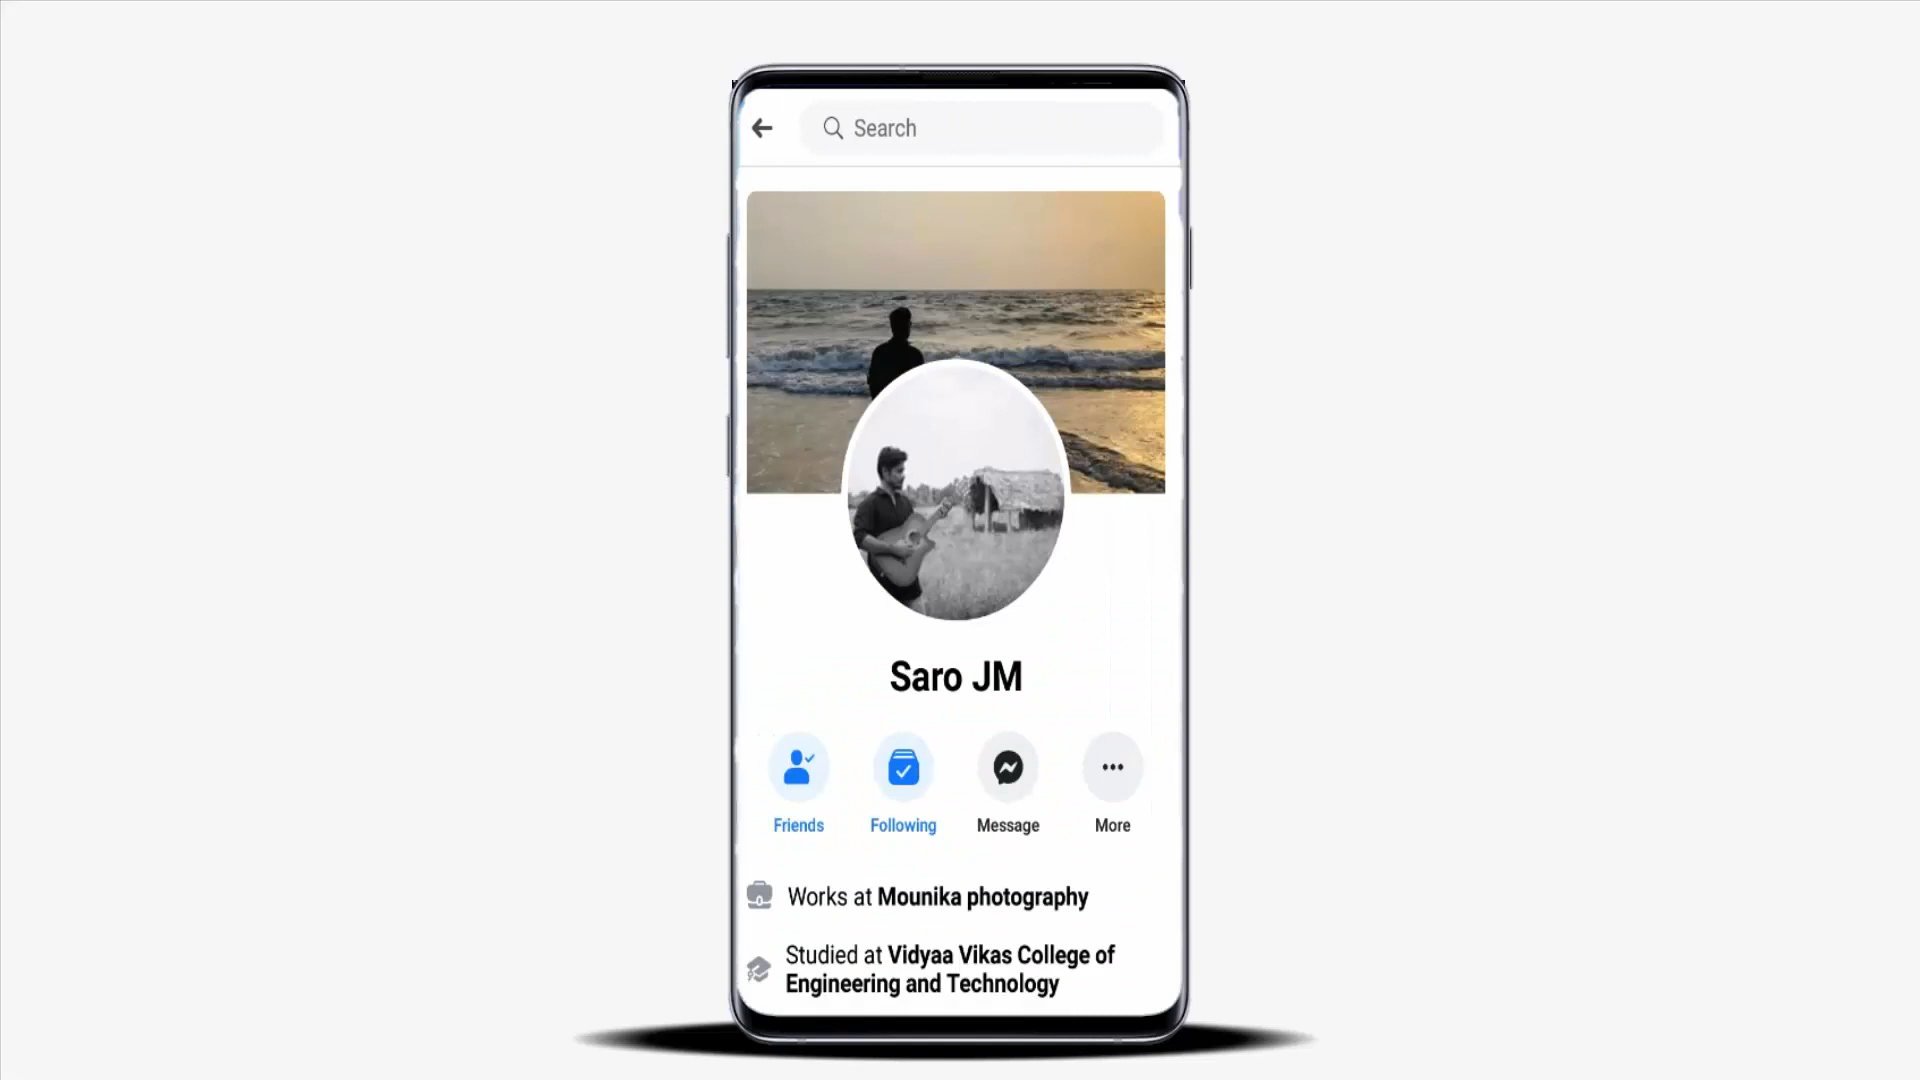 Search
Saro JM
Friends
Following
Message
More
Works at Mounika photography
Studied at Vidyaa Vikas College of
Engineering and Technology